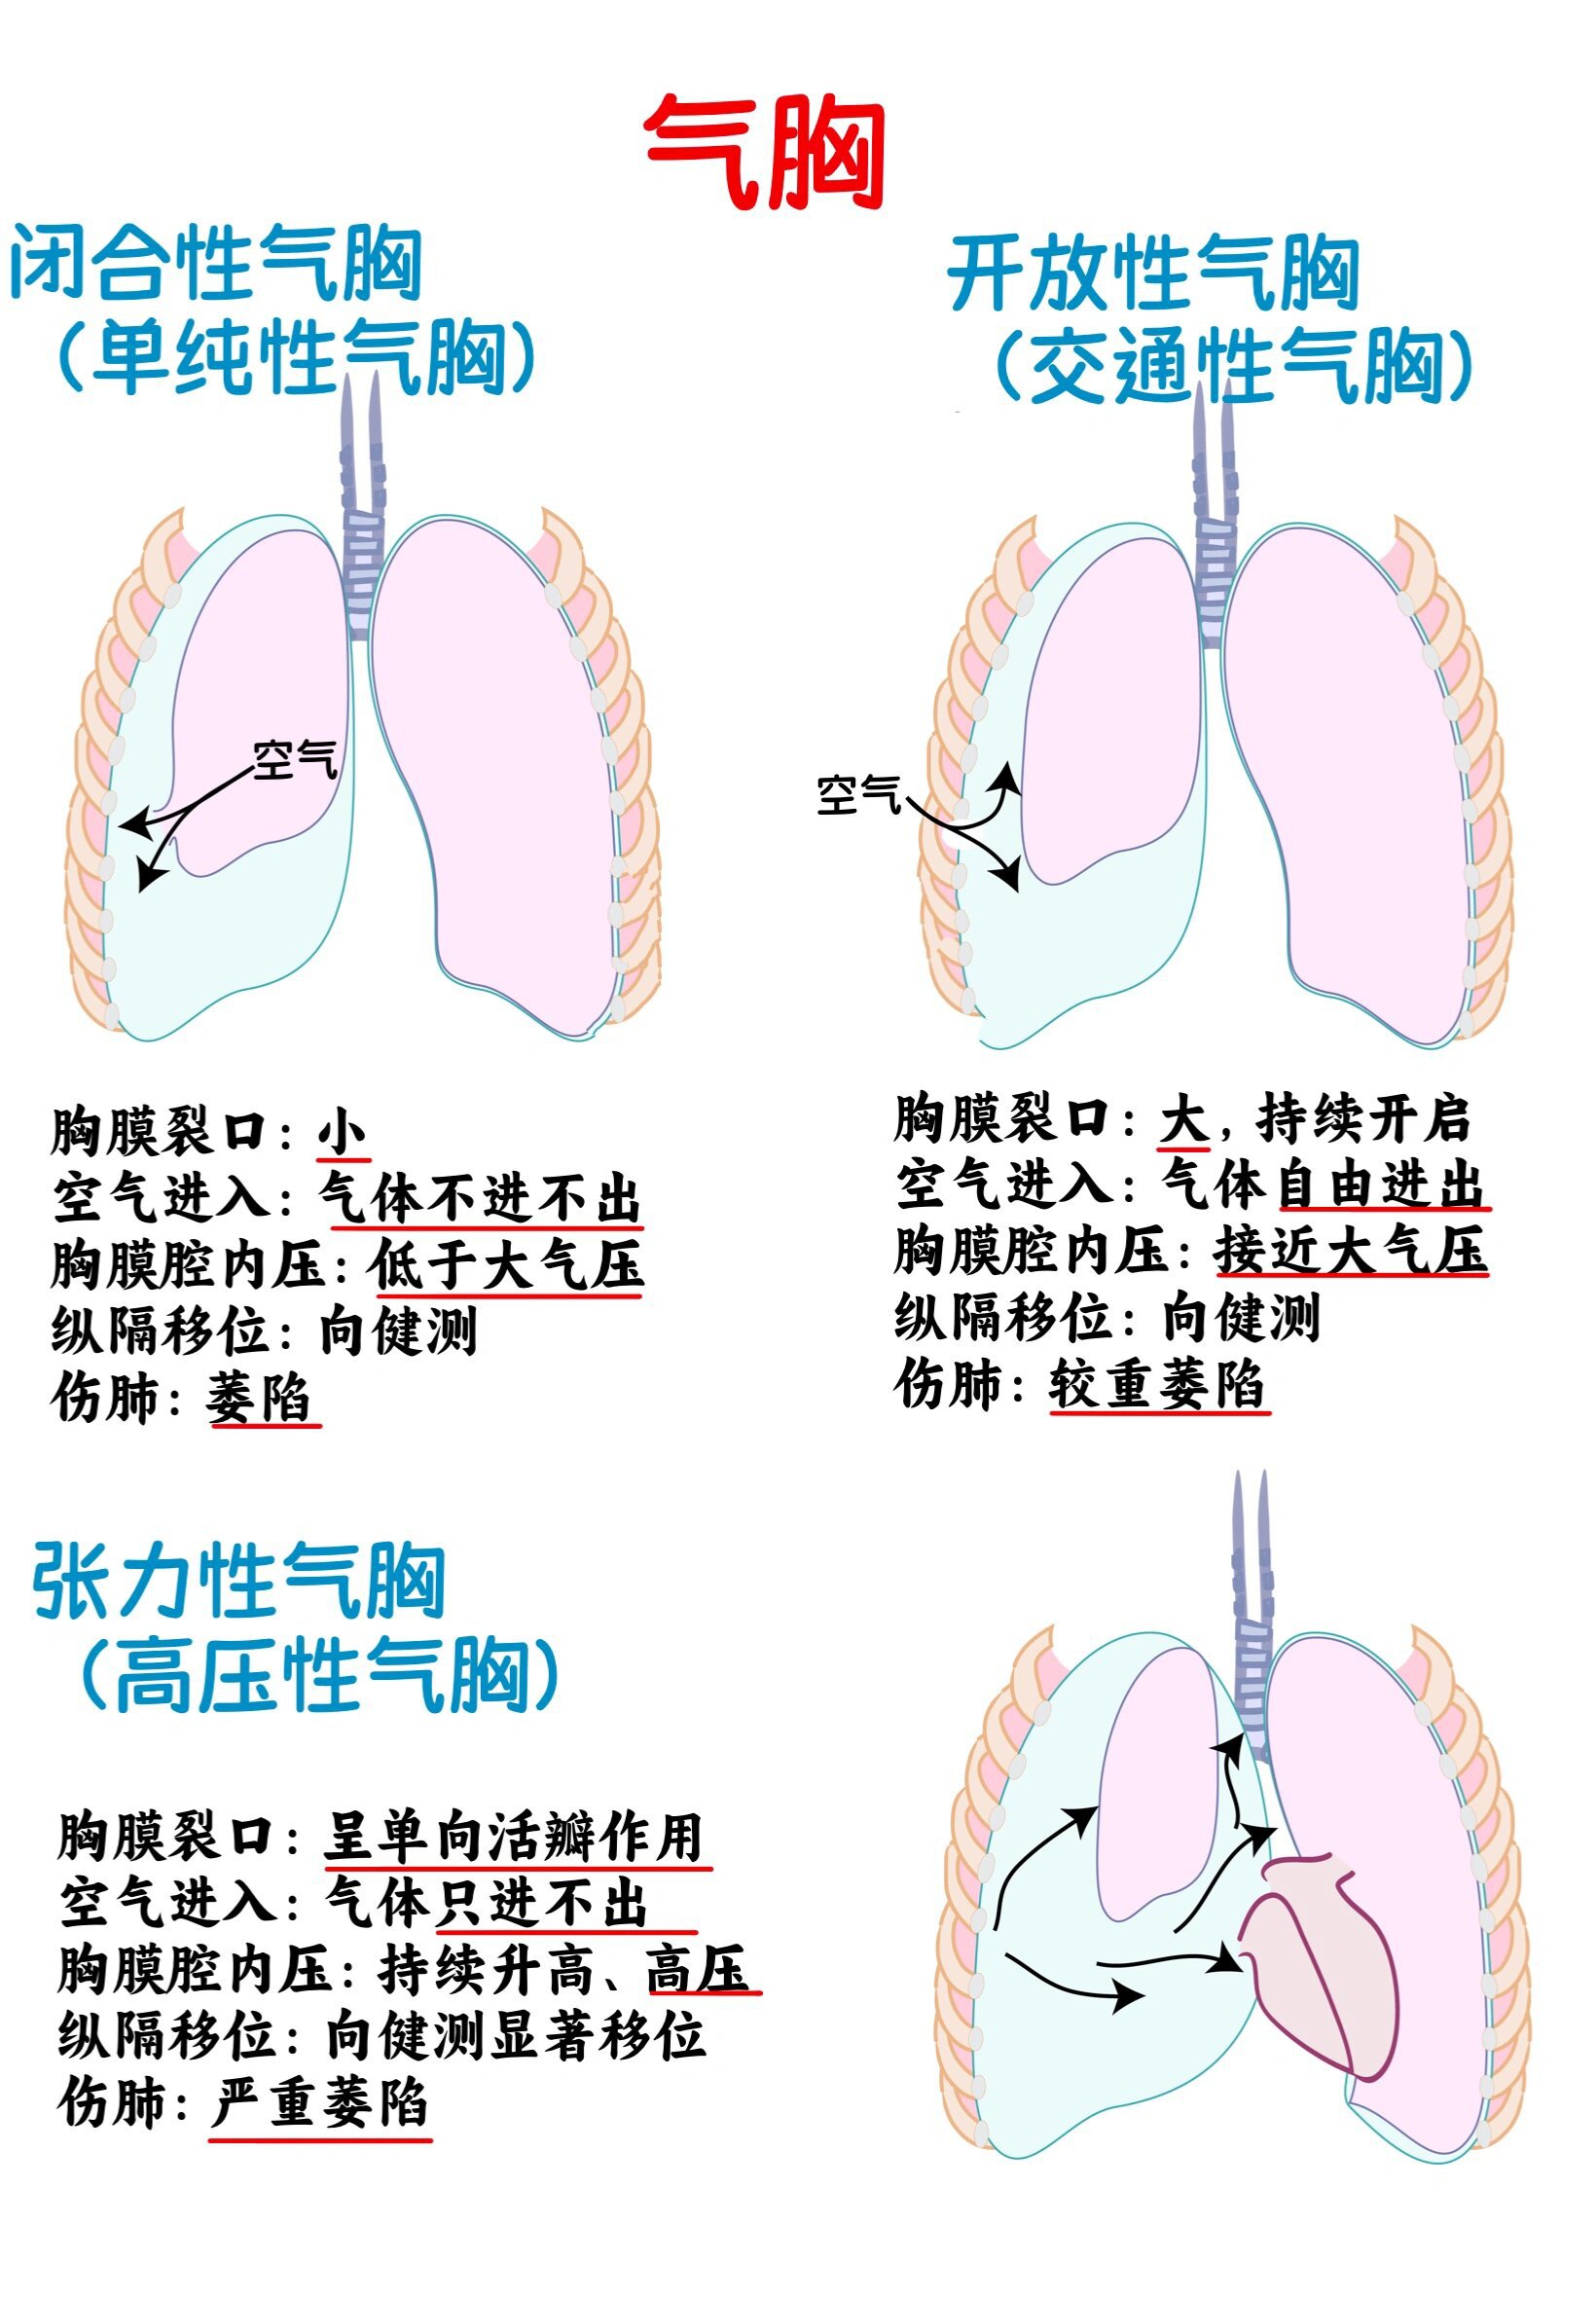 气胸
闭合性气胸
（单纯性气胸）
空气
胸膜裂口：小
空气进入：气体不进不出
胸膜腔内压：低于大气压
纵隔移位：向健测
伤肺：萎陷
开放性气胸
（交通性气胸）
空气
胸膜裂口：大，持续开启
空气进入：气体自由进出
胸膜腔内压：接近大气压
纵隔移位：向健测
伤肺：较重萎陷
张力性气胸
（高压性气胸）
胸膜裂口：呈单向活瓣作用
空气进入：气体只进不出
胸膜腔内压：持续升高、高压
纵隔移位：向健测显著移位
伤肺：严重萎陷